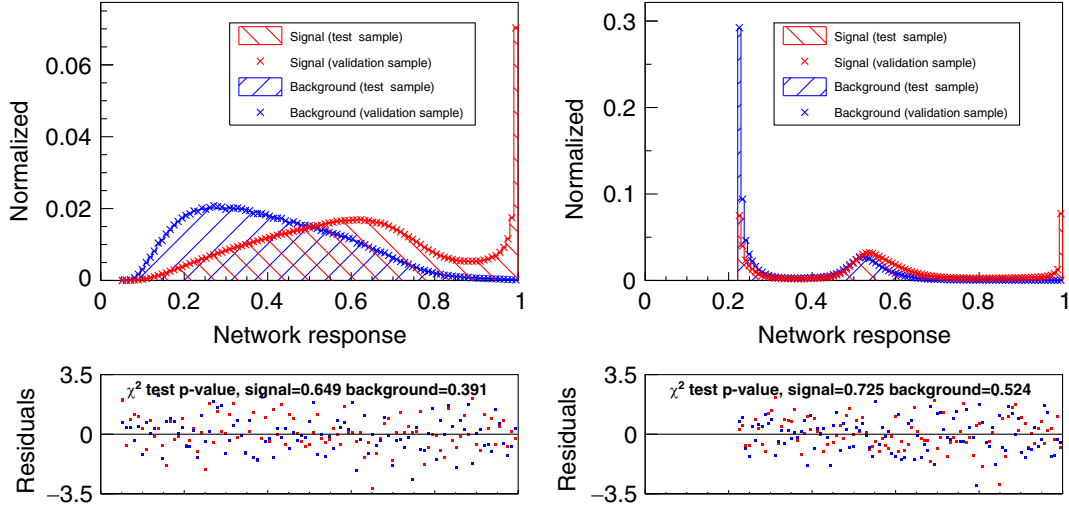 0.06
0.04
0.02
0
Normalized
Signal (test sample)
Signal (validation sample)
Background (test sample)
Background (validation sample)
0 0.2 0.4 0.6 0.8 1
Network response
3.5
0
−3.5
Residuals
χ² test p-value, signal=0.649 background=0.391
0.3
0.2
0.1
0
Normalized
Signal (test sample)
Signal (validation sample)
Background (test sample)
Background (validation sample)
0 0.2 0.4 0.6 0.8 1
Network response
3.5
0
−3.5
Residuals
χ² test p-value, signal=0.725 background=0.524